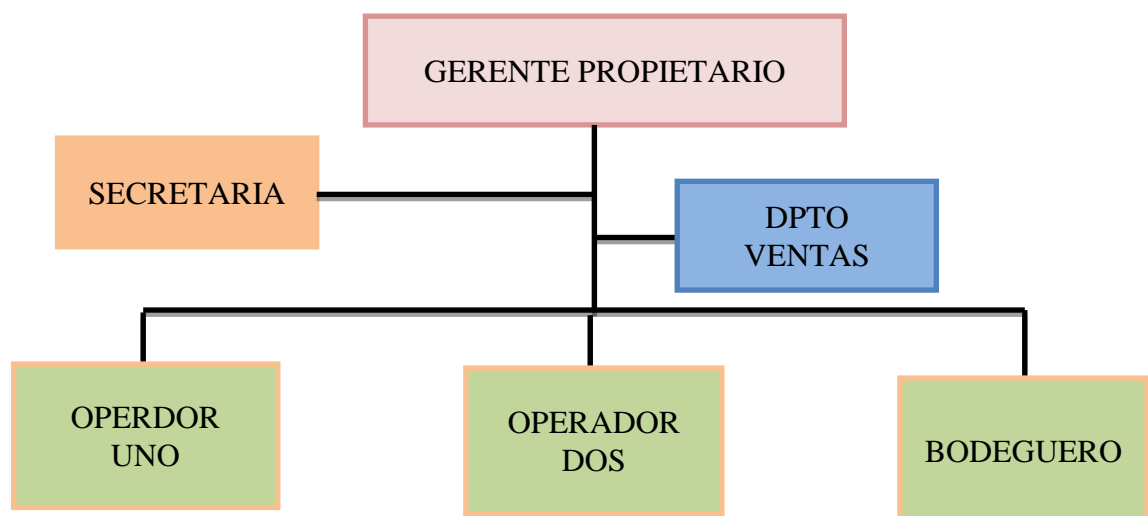 GERENTE PROPIETARIO
SECRETARIA
DPTO
VENTAS
OPERDOR
UNO
OPERADOR
DOS
BODEGUERO